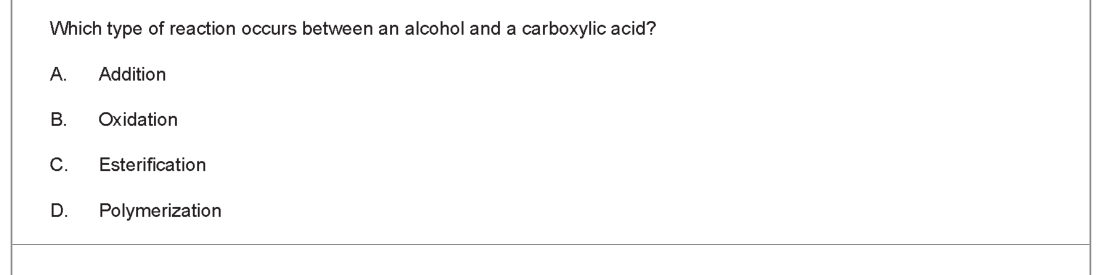 Which type of reaction occurs between an alcohol and a carboxylic acid?
A. Addition
B. Oxidation
C. Esterification
D. Polymerization